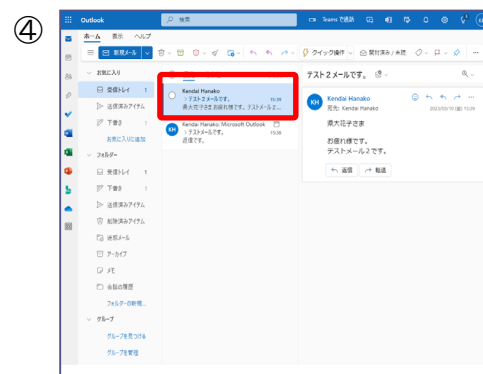 ④
Outlook
検索
Teams で通話
ホーム 表示 ヘルプ
新規メール
クイック操作
開封済み/未読
お気に入り
受信トレイ 1
送信済みアイテム
下書き 1
お気に入りに追加
フォルダー
受信トレイ 1
下書き 1
送信済みアイテム
削除済みアイテム
迷惑メール
アーカイブ
メモ
会話の履歴
フォルダーの新規...
グループ
グループを見つける
グループを管理
Kendai Hanako
>テスト2メールです。 10:39
県大花子さま お疲れ様です。テストメール2...
KH
Kendai Hanako; Microsoft Outlook
>テストメールです。 10:38
返信です。
テスト2メールです。
KH
Kendai Hanako
宛先: Kendai Hanako
2023/03/10 (金) 10:39
県大花子さま
お疲れ様です。
テストメール2です。
返信
転送